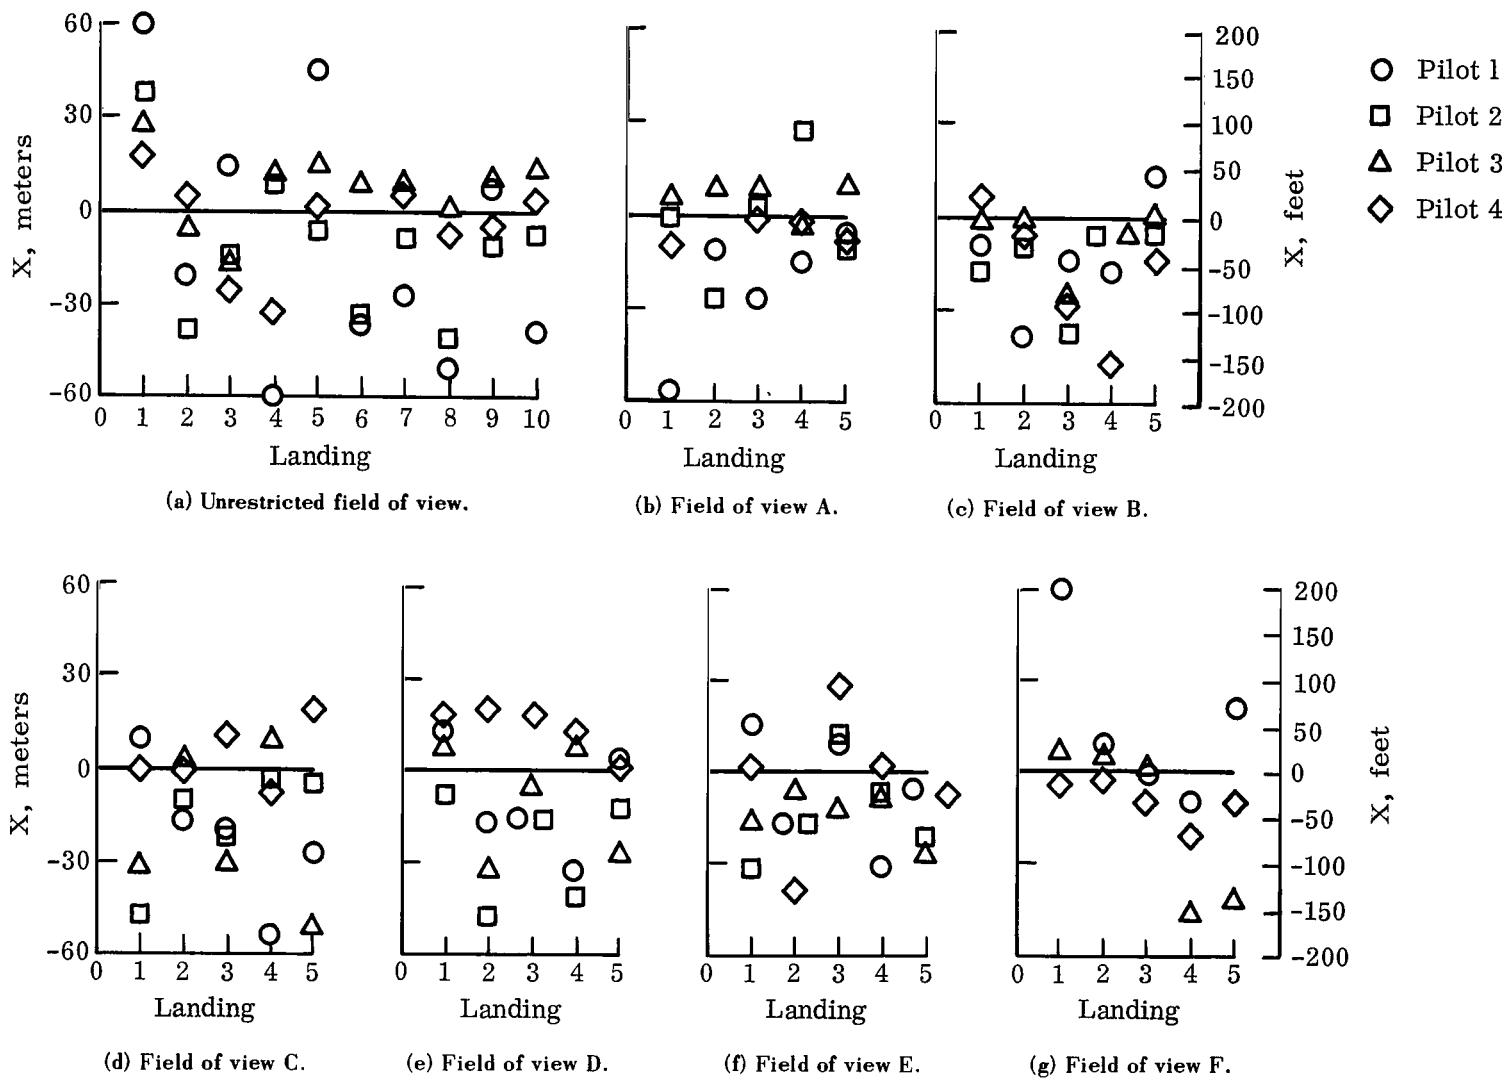 60
30
0
-30
-60
X, meters
0 1 2 3 4 5 6 7 8 9 10
Landing
(a) Unrestricted field of view.
0 1 2 3 4 5
Landing
(b) Field of view A.
0 1 2 3 4 5
Landing
(c) Field of view B.
200
150
100
50
0
-50
-100
-150
-200
X, feet
Pilot 1
Pilot 2
Pilot 3
Pilot 4
60
30
0
-30
-60
X, meters
0 1 2 3 4 5
Landing
(d) Field of view C.
0 1 2 3 4 5
Landing
(e) Field of view D.
0 1 2 3 4 5
Landing
(f) Field of view E.
0 1 2 3 4 5
Landing
(g) Field of view F.
200
150
100
50
0
-50
-100
-150
-200
X, feet